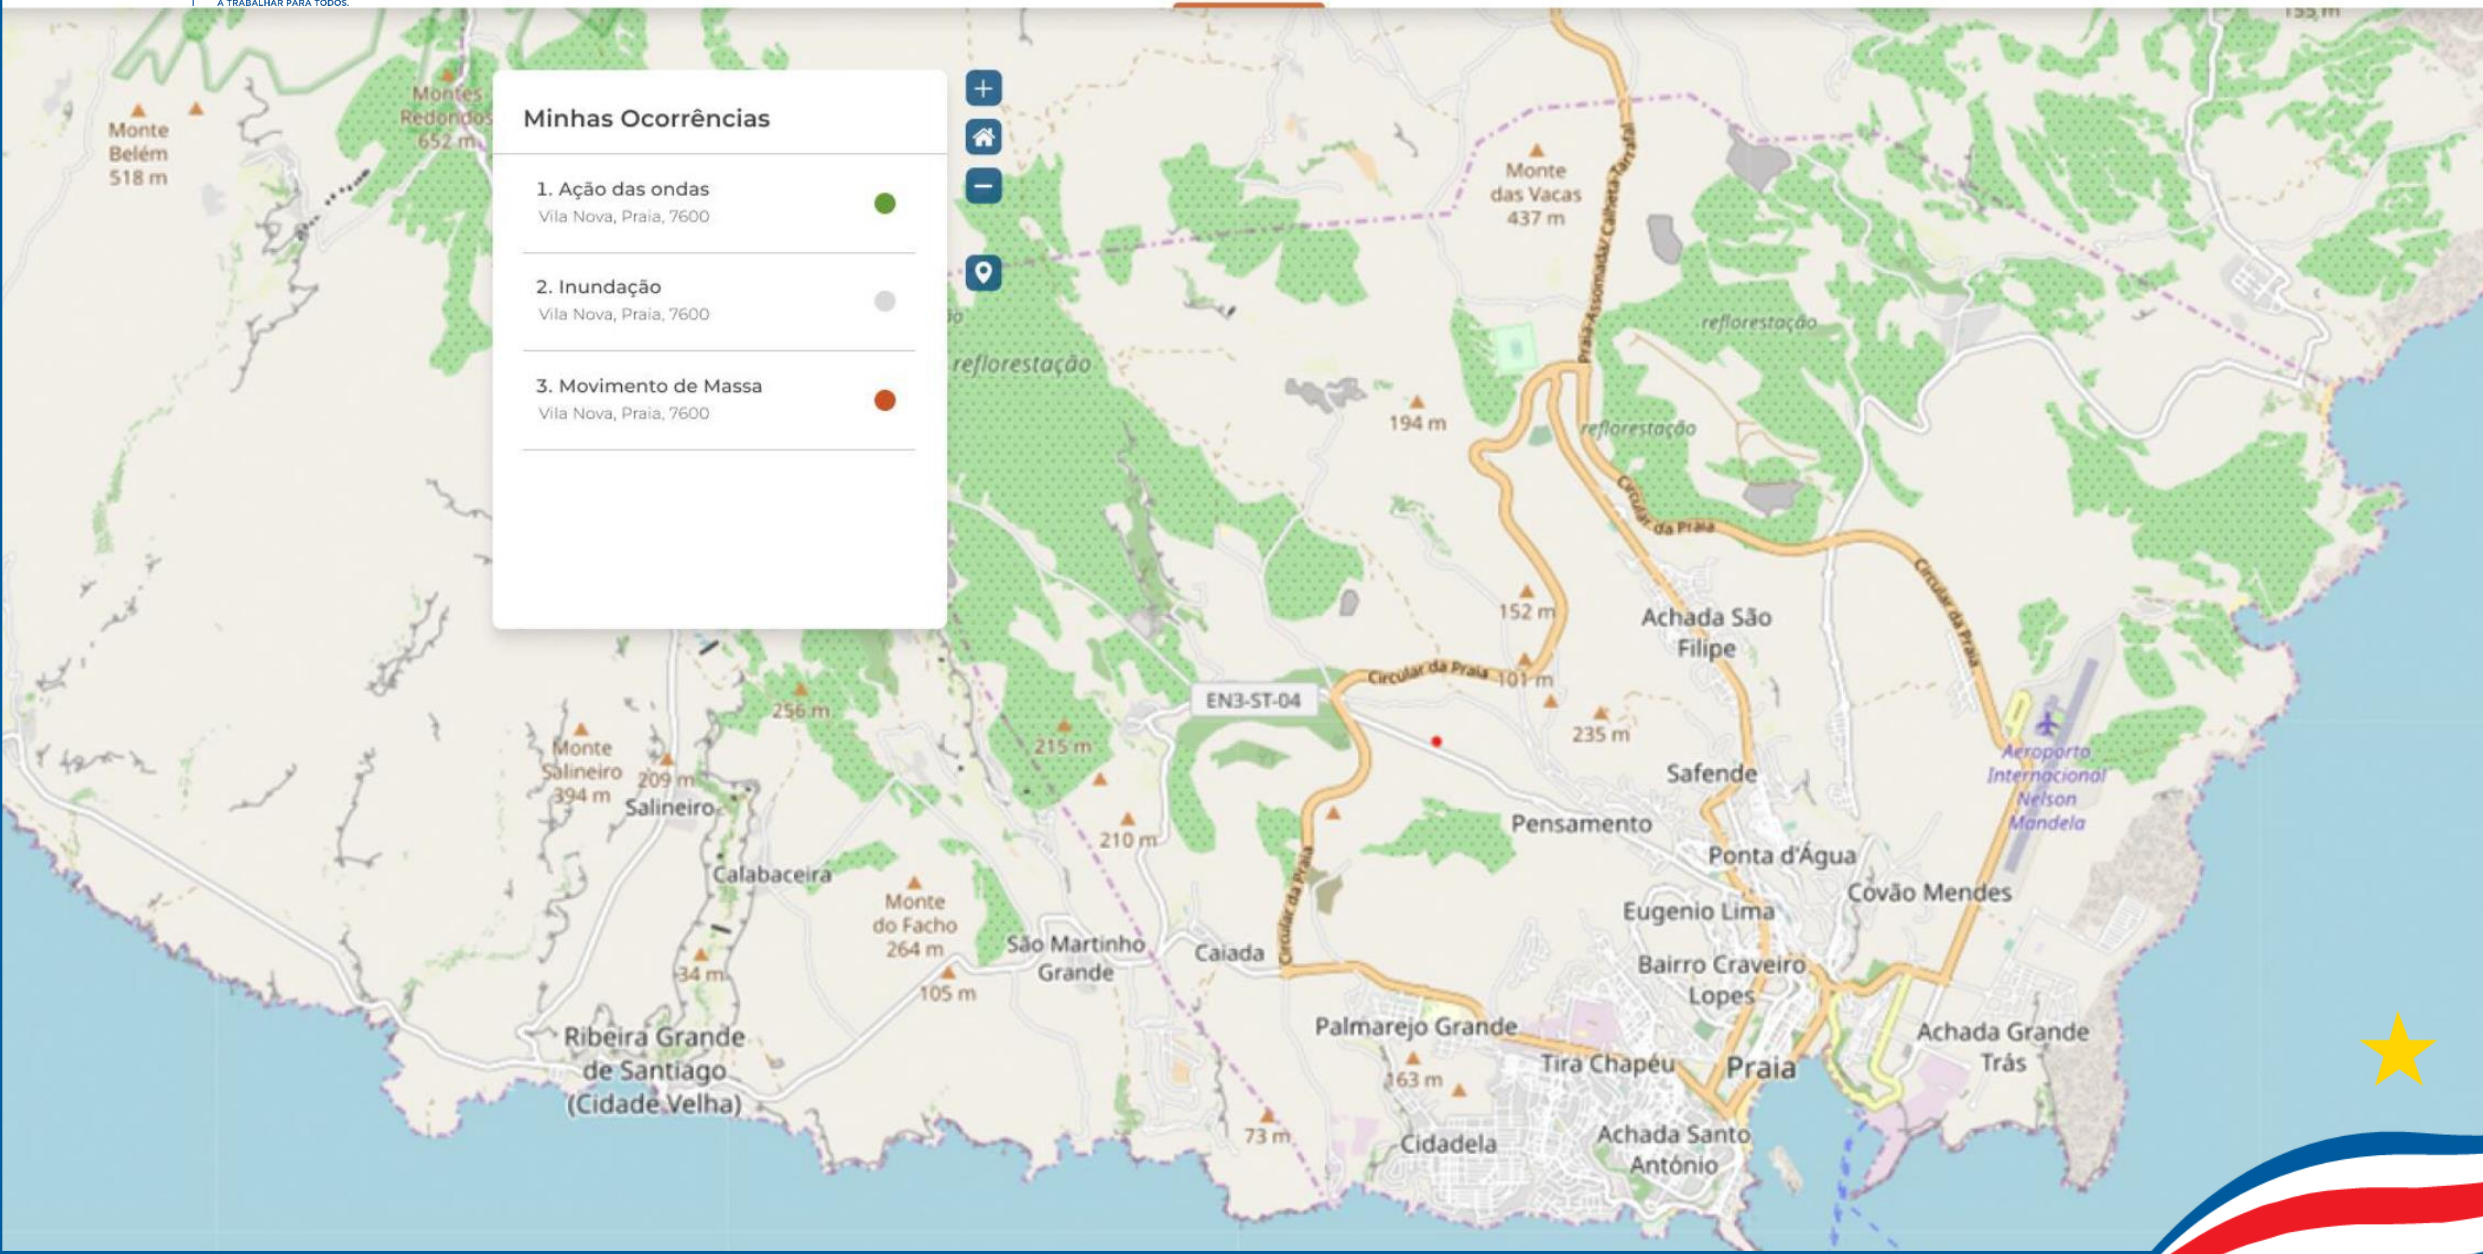 A TRABALHAR PARA TODOS.
155 m
Montes
Redondos
652 m
Monte
Belém
518 m
Minhas Ocorrências
1. Ação das ondas
Vila Nova, Praia, 7600
2. Inundação
Vila Nova, Praia, 7600
3. Movimento de Massa
Vila Nova, Praia, 7600
Monte
das Vacas
437 m
Praia-Assomada/ Calheta-Tarrafal
reflorestação
reflorestação
194 m
reflorestação
Circular da Praia
Circular da Praia
152 m
Achada São
Filipe
Circular da Praia
101 m
EN3-ST-04
256 m
215 m
235 m
Monte
Salineiro
394 m
209 m
Salineiro
Safende
Aeroporto
Internacional
Nelson
Mandela
210 m
Pensamento
Ponta d'Água
Calabaceira
Circular da Praia
Covão Mendes
Monte
do Facho
264 m
Eugenio Lima
São Martinho
Grande
Caiada
Bairro Craveiro
Lopes
34 m
105 m
Ribeira Grande
de Santiago
(Cidade Velha)
Palmarejo Grande
Achada Grande
Trás
Tira Chapéu
Praia
163 m
73 m
Cidadela
Achada Santo
António